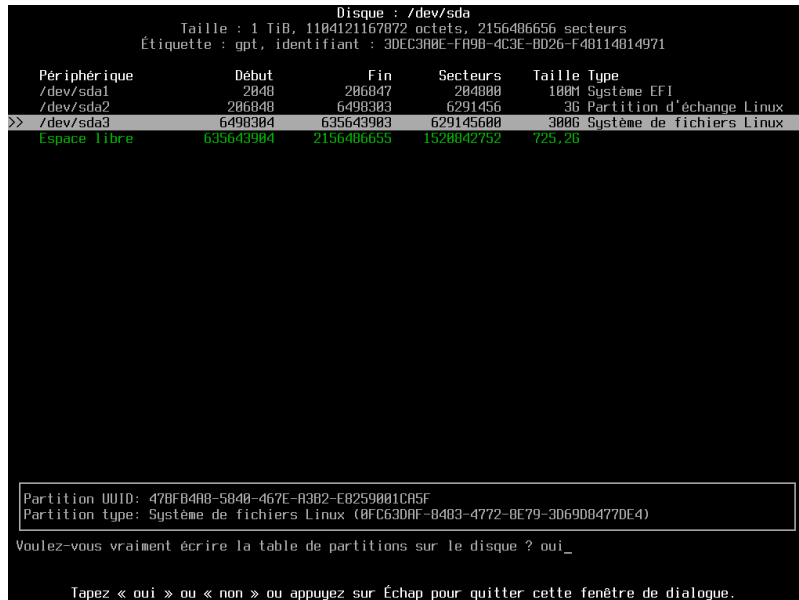 Disque : /dev/sda
Taille : 1 TiB, 1104121167872 octets, 2156486656 secteurs
Étiquette : gpt, identifiant : 3DEC3A0E-FA9B-4C3E-BD26-F48114814971
Périphérique Début Fin Secteurs Taille Type
/dev/sda1 2048 206847 204800 100M Système EFI
/dev/sda2 206848 6498303 6291456 3G Partition d'échange Linux
>> /dev/sda3 6498304 635643903 629145600 300G Système de fichiers Linux
Espace libre 635643904 2156486655 1520842752 725,2G
Partition UUID: 47BFB4A8-5840-467E-A3B2-E8259001CA5F
Partition type: Système de fichiers Linux (0FC63DAF-8483-4772-8E79-3D69D8477DE4)
Voulez-vous vraiment écrire la table de partitions sur le disque ? oui_
Tapez « oui » ou « non » ou appuyez sur Échap pour quitter cette fenêtre de dialogue.